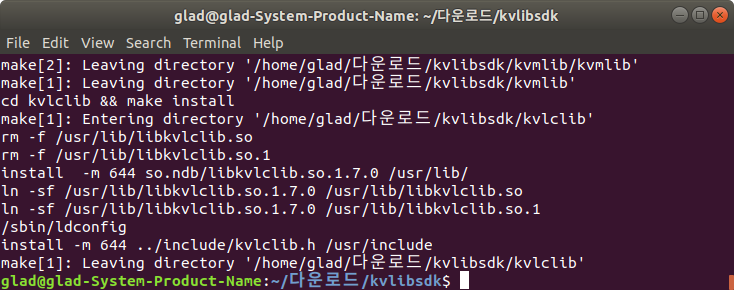 glad@glad-System-Product-Name: ~/다운로드/kvlibsdk
File Edit View Search Terminal Help
make[2]: Leaving directory '/home/glad/다운로드/kvlibsdk/kvmlib/kvmlib'
make[1]: Leaving directory '/home/glad/다운로드/kvlibsdk/kvmlib'
cd kvlclib && make install
make[1]: Entering directory '/home/glad/다운로드/kvlibsdk/kvlclib'
rm -f /usr/lib/libkvlclib.so
rm -f /usr/lib/libkvlclib.so.1
install  -m 644 so.ndb/libkvlclib.so.1.7.0 /usr/lib/
ln -sf /usr/lib/libkvlclib.so.1.7.0 /usr/lib/libkvlclib.so
ln -sf /usr/lib/libkvlclib.so.1.7.0 /usr/lib/libkvlclib.so.1
/sbin/ldconfig
install -m 644 ../include/kvlclib.h /usr/include
make[1]: Leaving directory '/home/glad/다운로드/kvlibsdk/kvlclib'
glad@glad-System-Product-Name:~/다운로드/kvlibsdk$